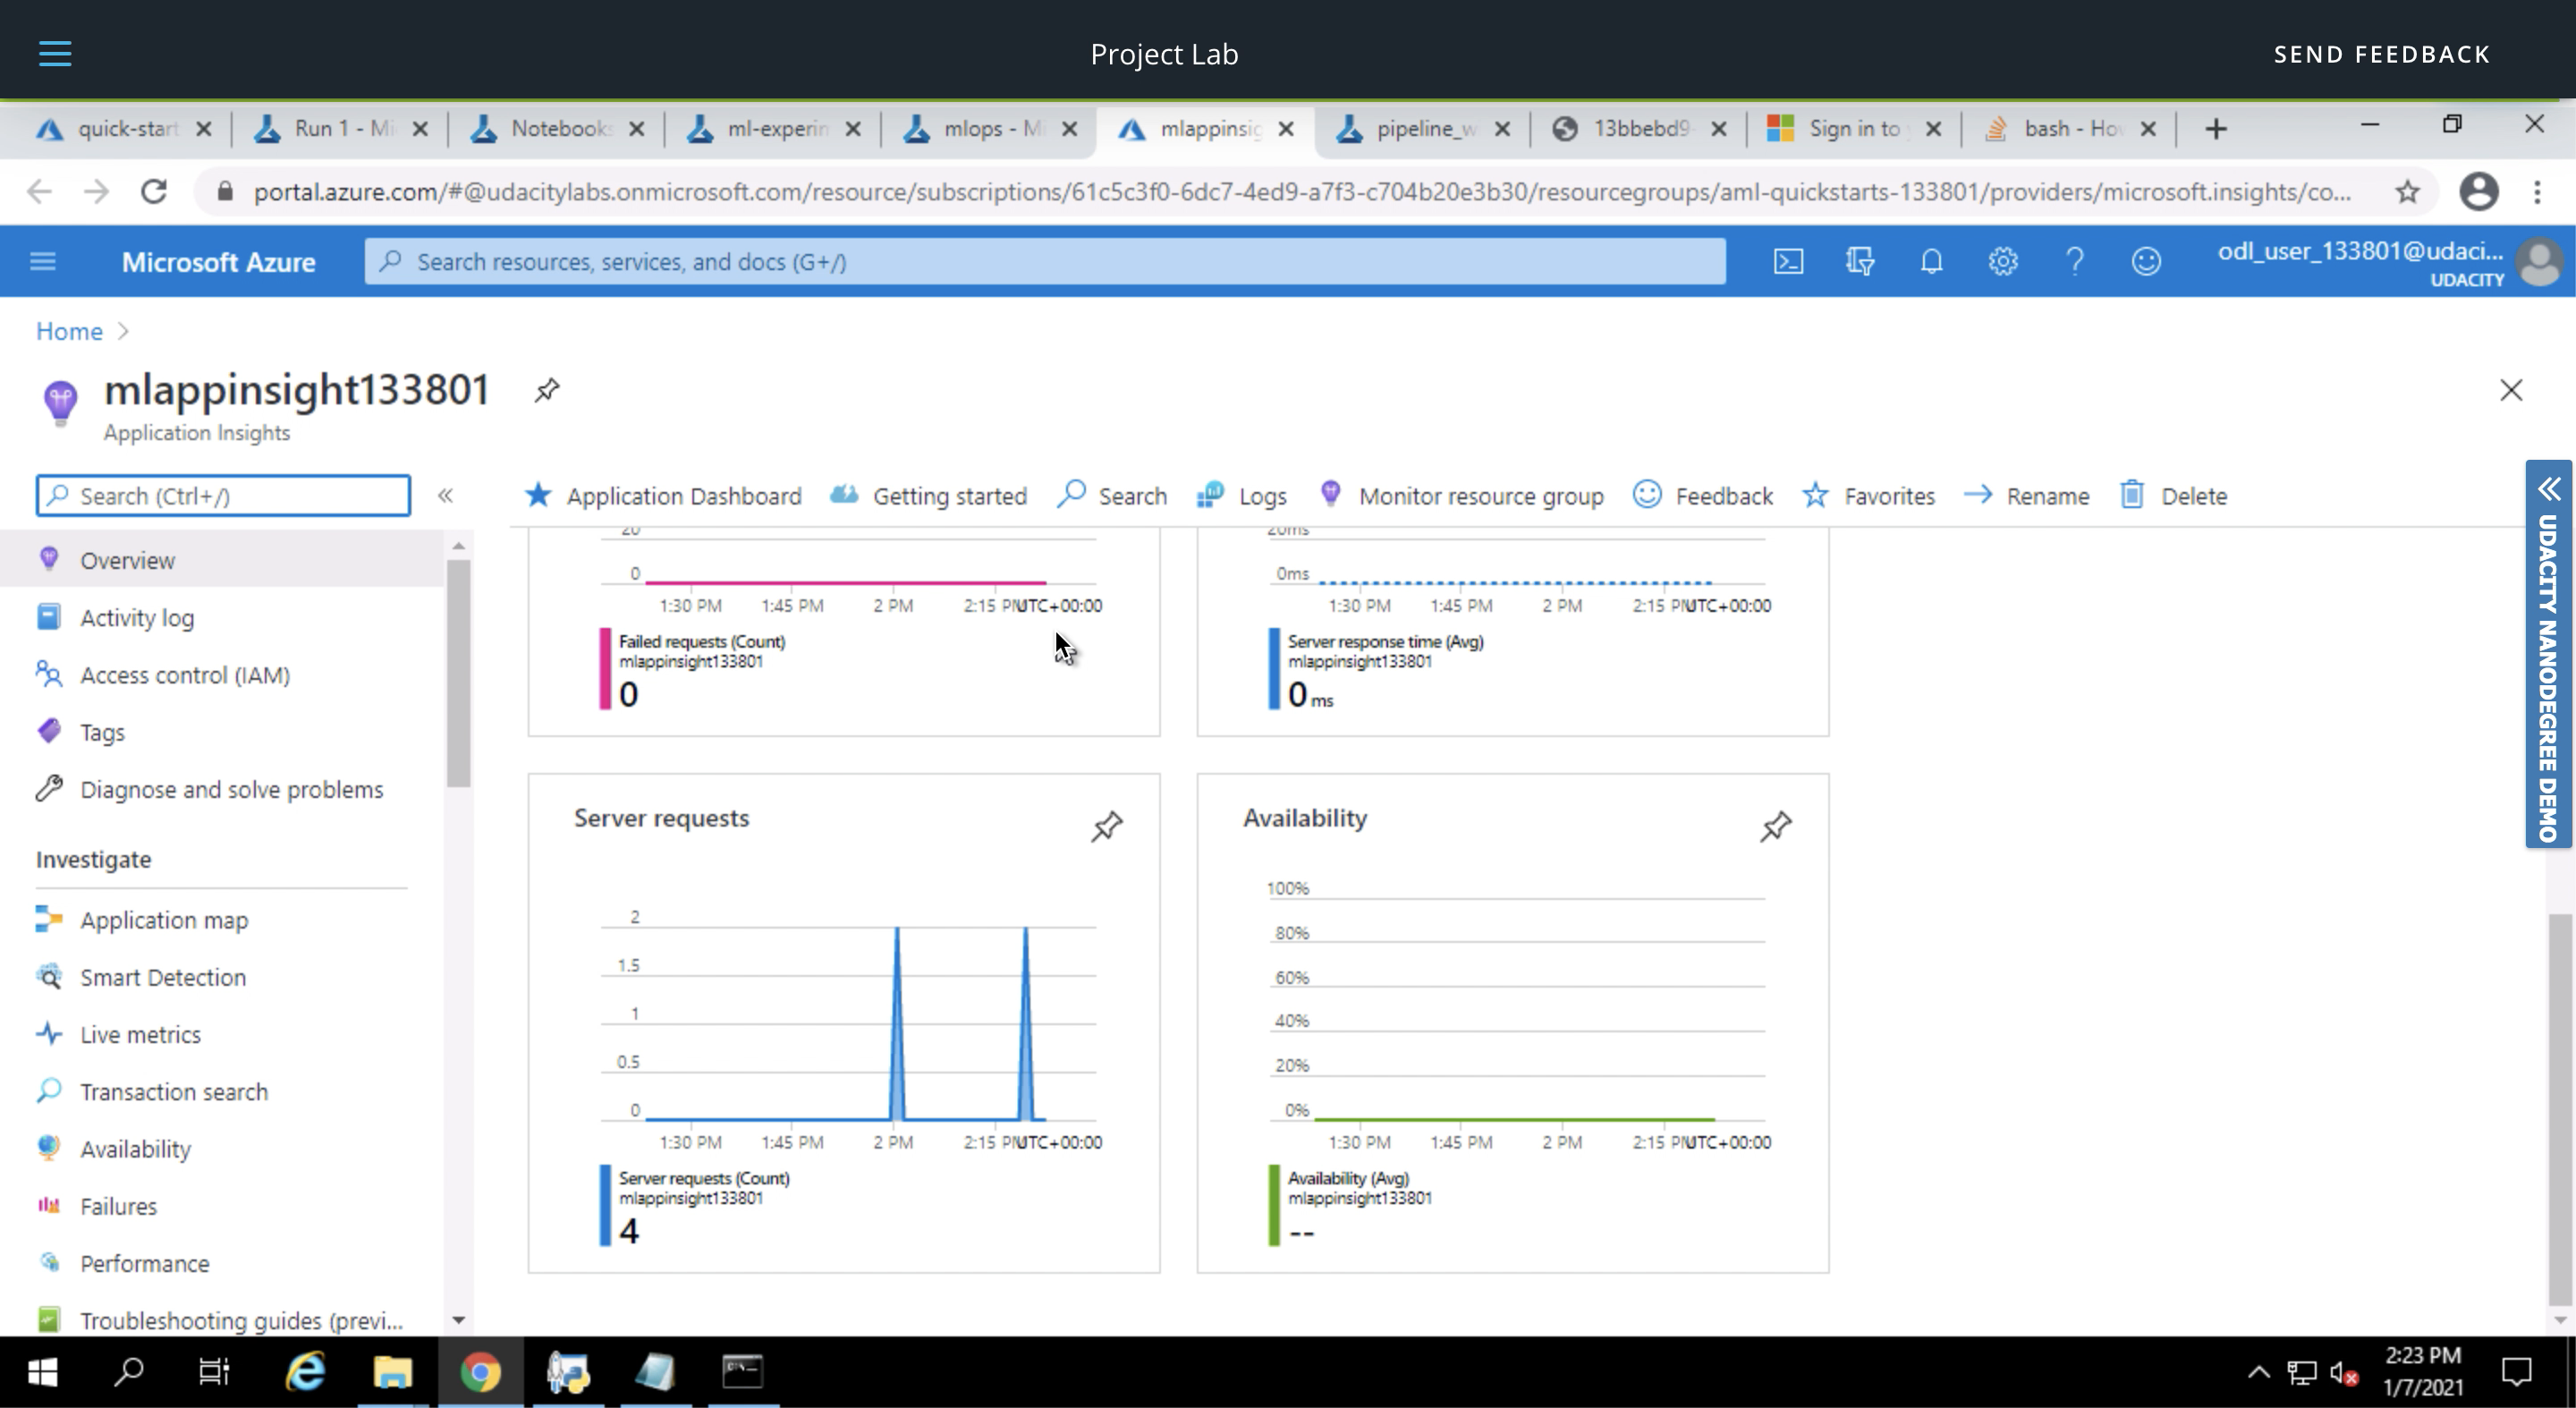 Project Lab
SEND FEEDBACK
quick-start
Run 1 - Mi
Notebooks
ml-experin
mlops - M
mlappinsig
pipeline_w
13bbebd9-
Sign in to
bash - Ho
portal.azure.com/#@udacitylabs.onmicrosoft.com/resource/subscriptions/61c5c3f0-6dc7-4ed9-a7f3-c704b20e3b30/resourcegroups/aml-quickstarts-133801/providers/microsoft.insights/co...
Microsoft Azure
Search resources, services, and docs (G+/)
odl_user_133801@udaci...
UDACITY
Home
mlappinsight133801
Application Insights
Search (Ctrl+/)
Application Dashboard
Getting started
Search
Logs
Monitor resource group
Feedback
Favorites
Rename
Delete
UDACITY NANODEGREE DEMO
Overview
Activity log
Access control (IAM)
Tags
Diagnose and solve problems
Investigate
Application map
Smart Detection
Live metrics
Transaction search
Availability
Failures
Performance
Troubleshooting guides (previ...
20
0
1:30 PM 1:45 PM 2 PM 2:15 PM UTC+00:00
Failed requests (Count)
mlappinsight133801
0
20ms
0ms
1:30 PM 1:45 PM 2 PM 2:15 PM UTC+00:00
Server response time (Avg)
mlappinsight133801
0 ms
Server requests
2
1.5
1
0.5
0
1:30 PM 1:45 PM 2 PM 2:15 PM UTC+00:00
Server requests (Count)
mlappinsight133801
4
Availability
100%
80%
60%
40%
20%
0%
1:30 PM 1:45 PM 2 PM 2:15 PM UTC+00:00
Availability (Avg)
mlappinsight133801
--
2:23 PM
1/7/2021